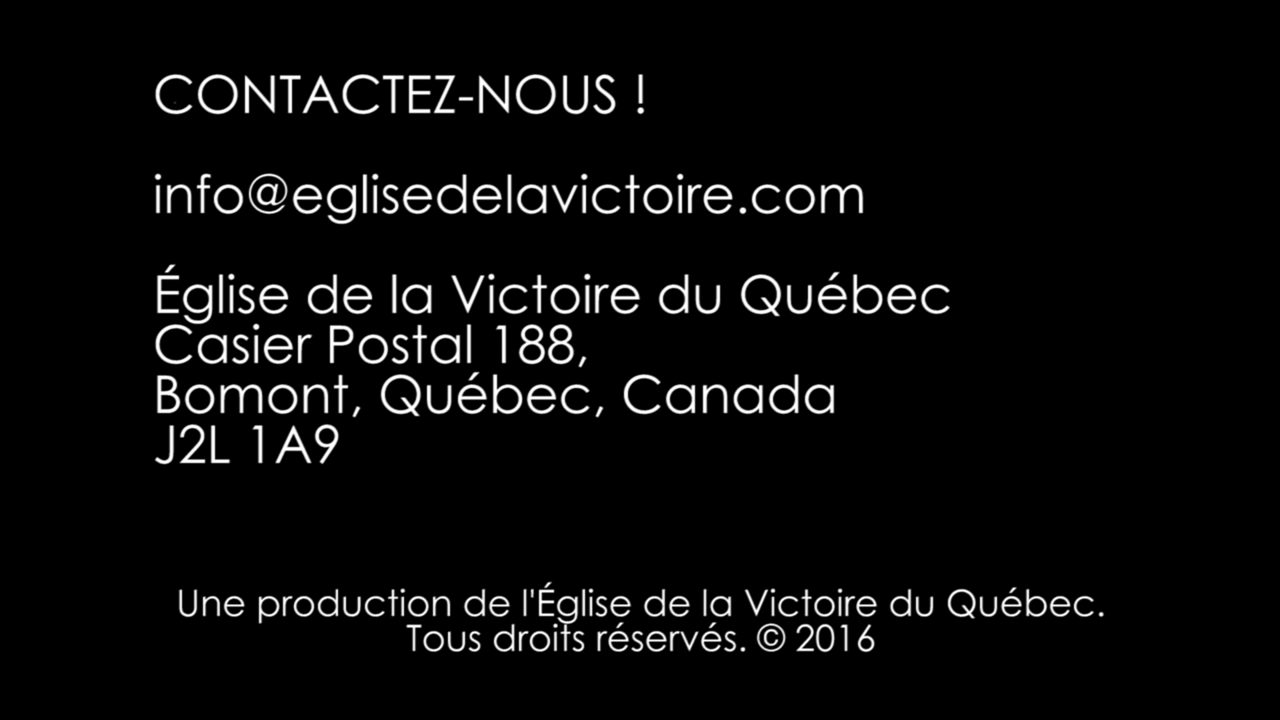 CONTACTEZ-NOUS !
info@eglisedelavictoire.com
Église de la Victoire du Québec
Casier Postal 188,
Bomont, Québec, Canada
J2L 1A9
Une production de l'Église de la Victoire du Québec.
Tous droits réservés. © 2016